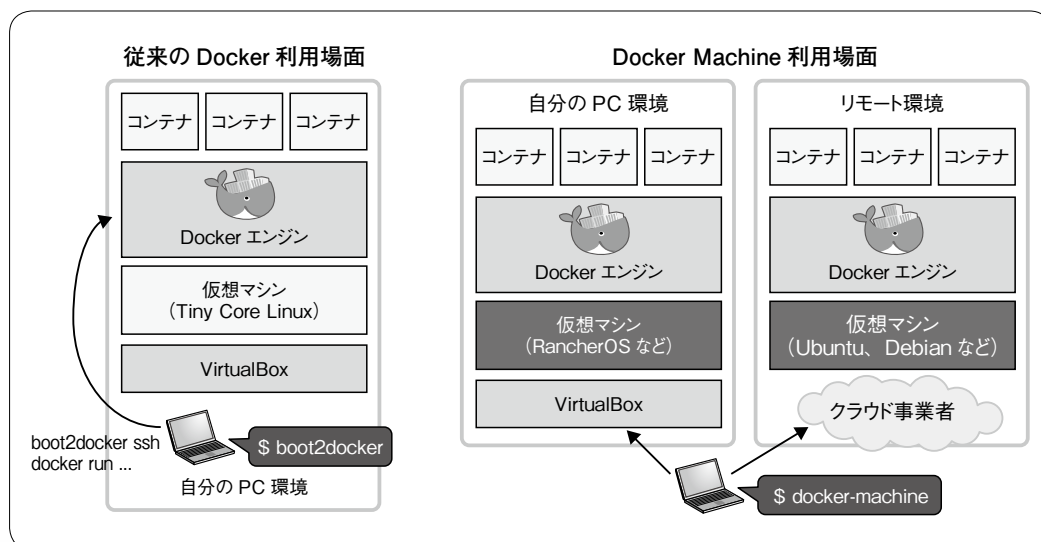 従来の Docker 利用場面
コンテナ コンテナ コンテナ
Docker エンジン
仮想マシン
（Tiny Core Linux）
VirtualBox
boot2docker ssh
docker run ...
$ boot2docker
自分の PC 環境
Docker Machine 利用場面
自分の PC 環境
コンテナ コンテナ コンテナ
Docker エンジン
仮想マシン
（RancherOS など）
VirtualBox
リモート環境
コンテナ コンテナ コンテナ
Docker エンジン
仮想マシン
（Ubuntu、Debian など）
クラウド事業者
$ docker-machine